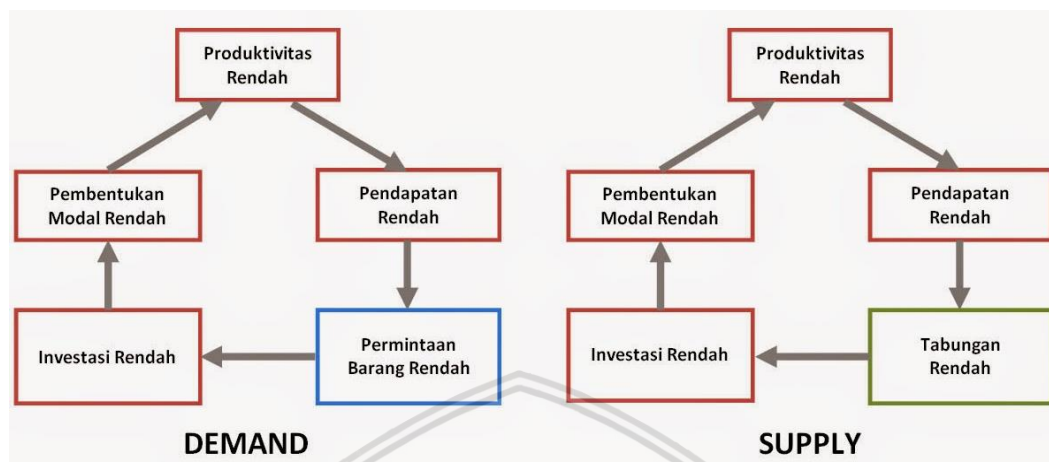 Produktivitas
Rendah
Pembentukan
Modal Rendah
Pendapatan
Rendah
Investasi Rendah
Permintaan
Barang Rendah
DEMAND
Produktivitas
Rendah
Pembentukan
Modal Rendah
Pendapatan
Rendah
Investasi Rendah
Tabungan
Rendah
SUPPLY